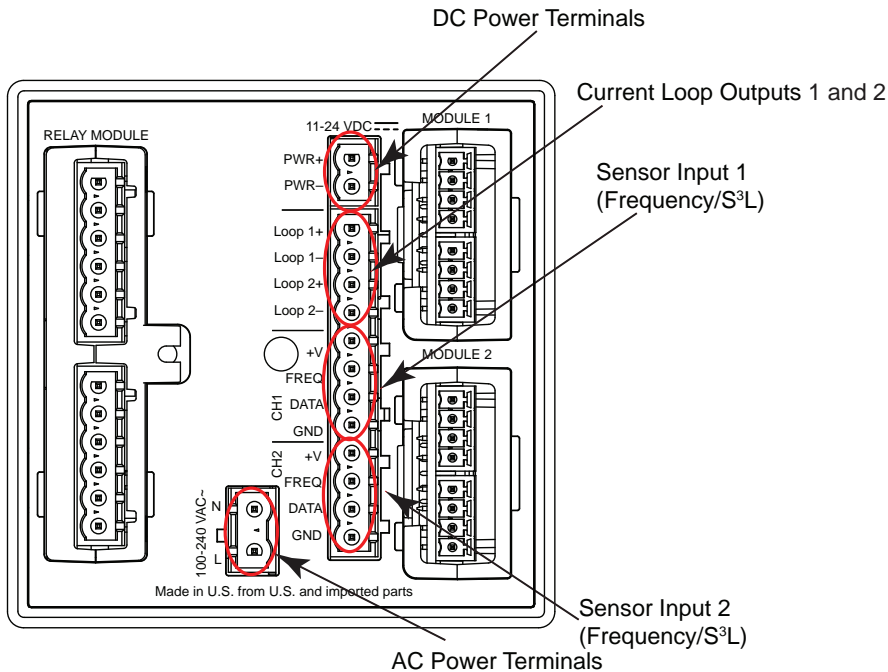 DC Power Terminals
Current Loop Outputs 1 and 2
Sensor Input 1
(Frequency/S³L)
RELAY MODULE
11-24 VDC
MODULE 1
PWR+
PWR–
Loop 1+
Loop 1–
Loop 2+
Loop 2–
MODULE 2
CH1
+V
FREQ
DATA
GND
CH2
+V
FREQ
DATA
GND
100-240 VAC~
N
L
Made in U.S. from U.S. and imported parts
Sensor Input 2
(Frequency/S³L)
AC Power Terminals